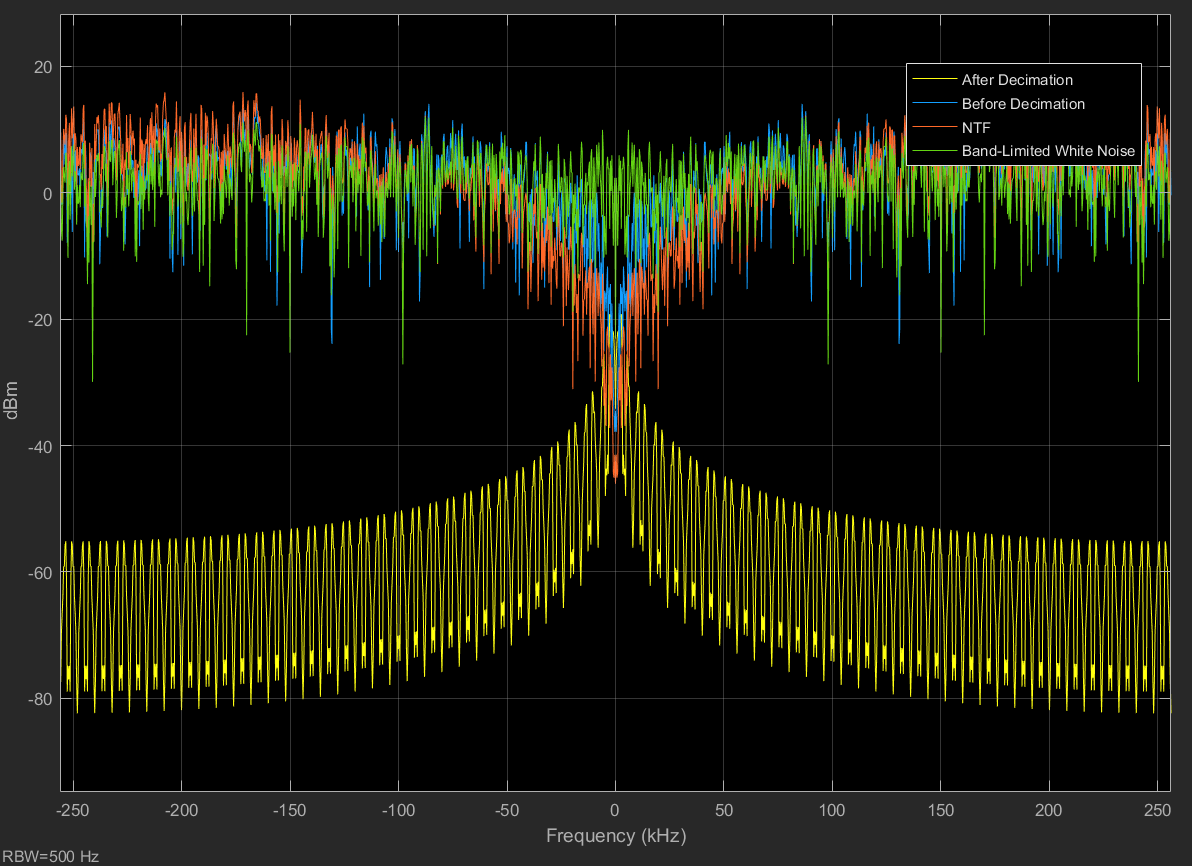 20
0
-20
-40
-60
-80
dBm
After Decimation
Before Decimation
NTF
Band-Limited White Noise
-250 -200 -150 -100 -50 0 50 100 150 200 250
Frequency (kHz)
RBW=500 Hz